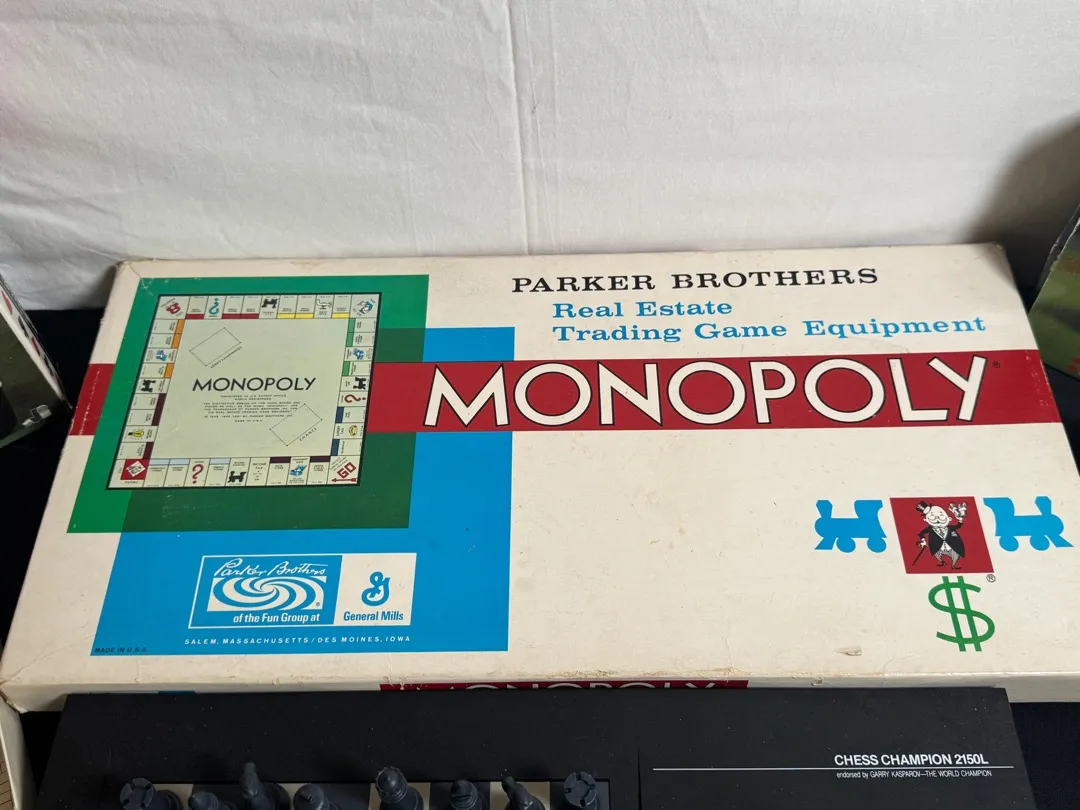 PARKER BROTHERS
Real Estate
Trading Game Equipment
MONOPOLY®
MONOPOLY
GO
Parker Brothers
of the Fun Group at
General Mills
SALEM, MASSACHUSETTS / DES MOINES, IOWA
MADE IN U.S.A.
MONOPOLY
CHESS CHAMPION 2150L
endorsed by GARRY KASPAROV—THE WORLD CHAMPION